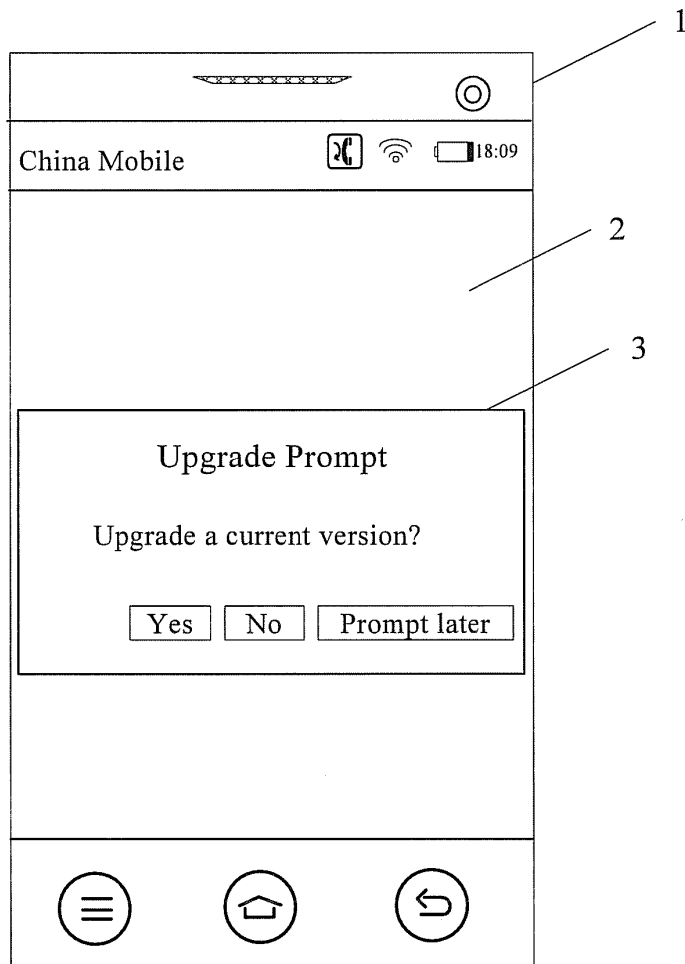 1
China Mobile 18:09
2
3
Upgrade Prompt
Upgrade a current version?
Yes No Prompt later